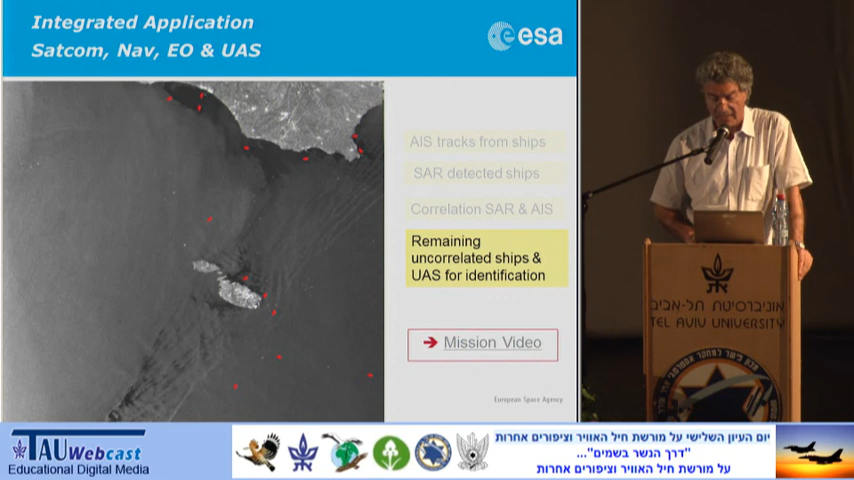 Integrated Application
Satcom, Nav, EO & UAS
esa
AIS tracks from ships
SAR detected ships
Correlation SAR & AIS
Remaining
uncorrelated ships &
UAS for identification
Mission Video
European Space Agency
אוניברסיטת תל-אביב
TEL AVIV UNIVERSITY
TAU Webcast
Educational Digital Media
יום העיון השלישי על מורשת חיל האוויר וציפורים אחרות
"דרך הנשר בשמים"...
על מורשת חיל האוויר וציפורים אחרות